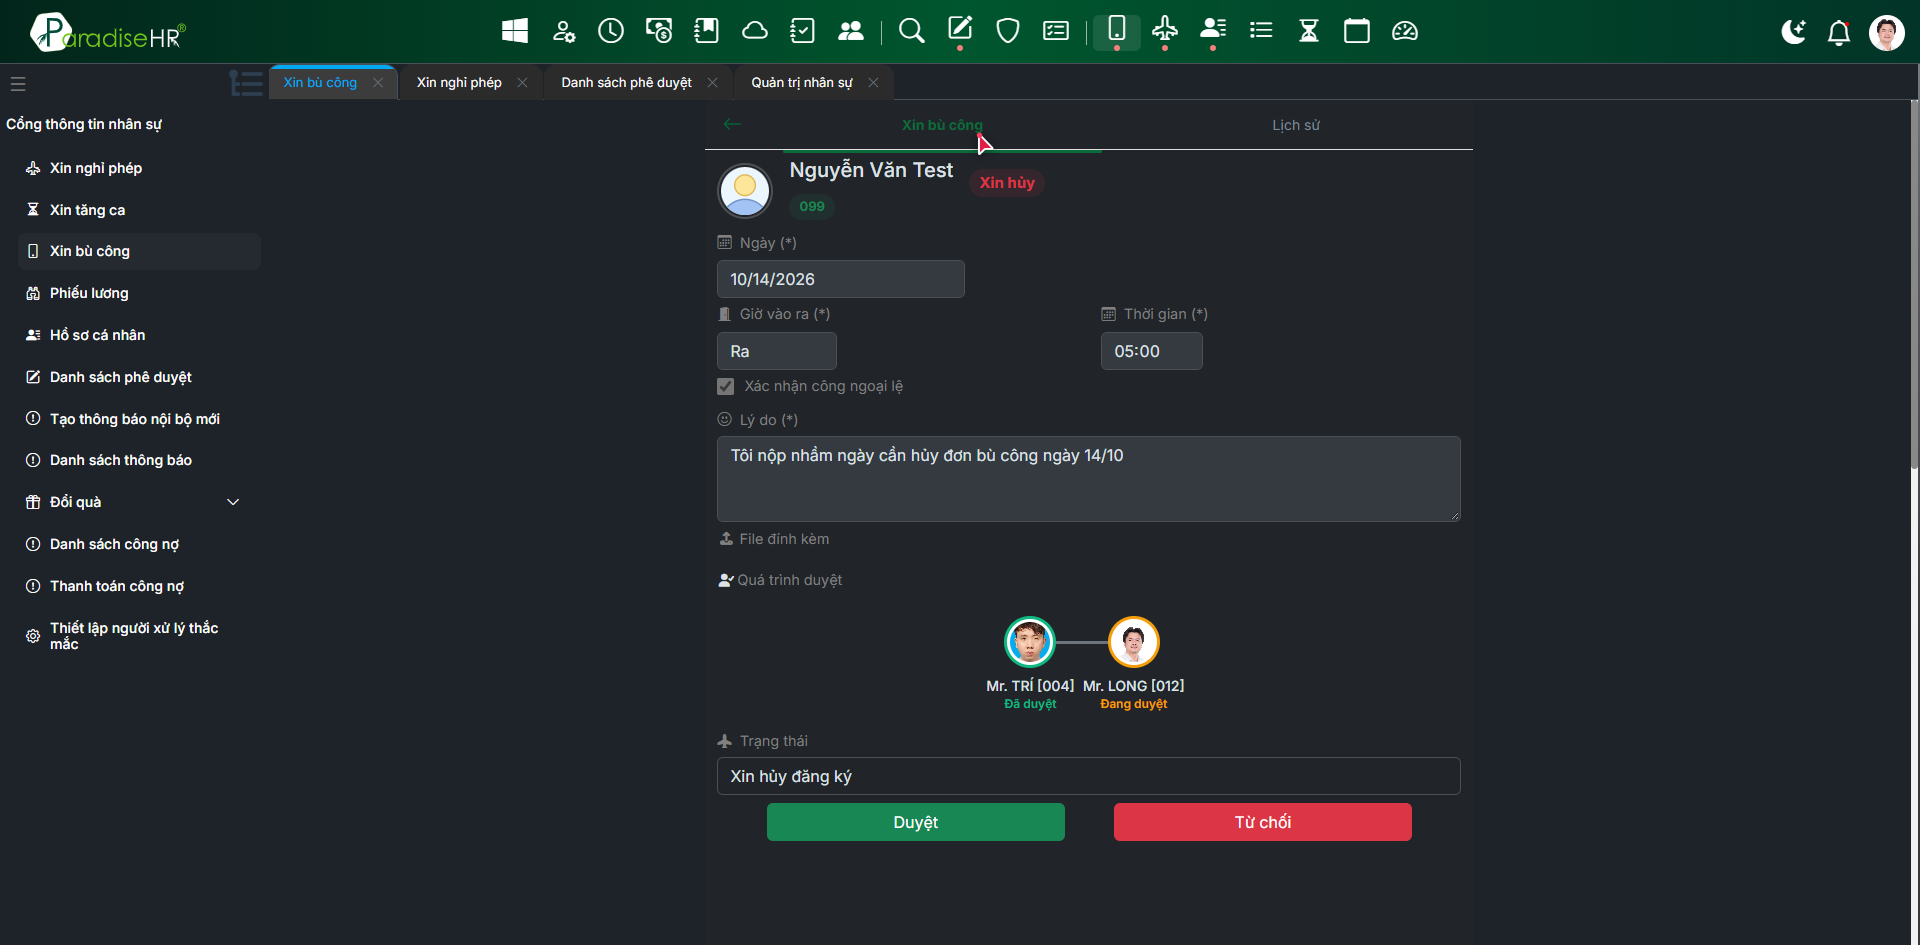 ParadiseHR®
Xin bù công
Xin nghỉ phép
Danh sách phê duyệt
Quản trị nhân sự
Cổng thông tin nhân sự
Xin nghỉ phép
Xin tăng ca
Xin bù công
Phiếu lương
Hồ sơ cá nhân
Danh sách phê duyệt
Tạo thông báo nội bộ mới
Danh sách thông báo
Đổi quà
Danh sách công nợ
Thanh toán công nợ
Thiết lập người xử lý thắc
mắc
Xin bù công
Lịch sử
Nguyễn Văn Test
Xin hủy
099
Ngày (*)
10/14/2026
Giờ vào ra (*)
Thời gian (*)
Ra
05:00
Xác nhận công ngoại lệ
Lý do (*)
Tôi nộp nhầm ngày cần hủy đơn bù công ngày 14/10
File đính kèm
Quá trình duyệt
Mr. TRÍ [004]
Mr. LONG [012]
Đã duyệt
Đang duyệt
Trạng thái
Xin hủy đăng ký
Duyệt
Từ chối